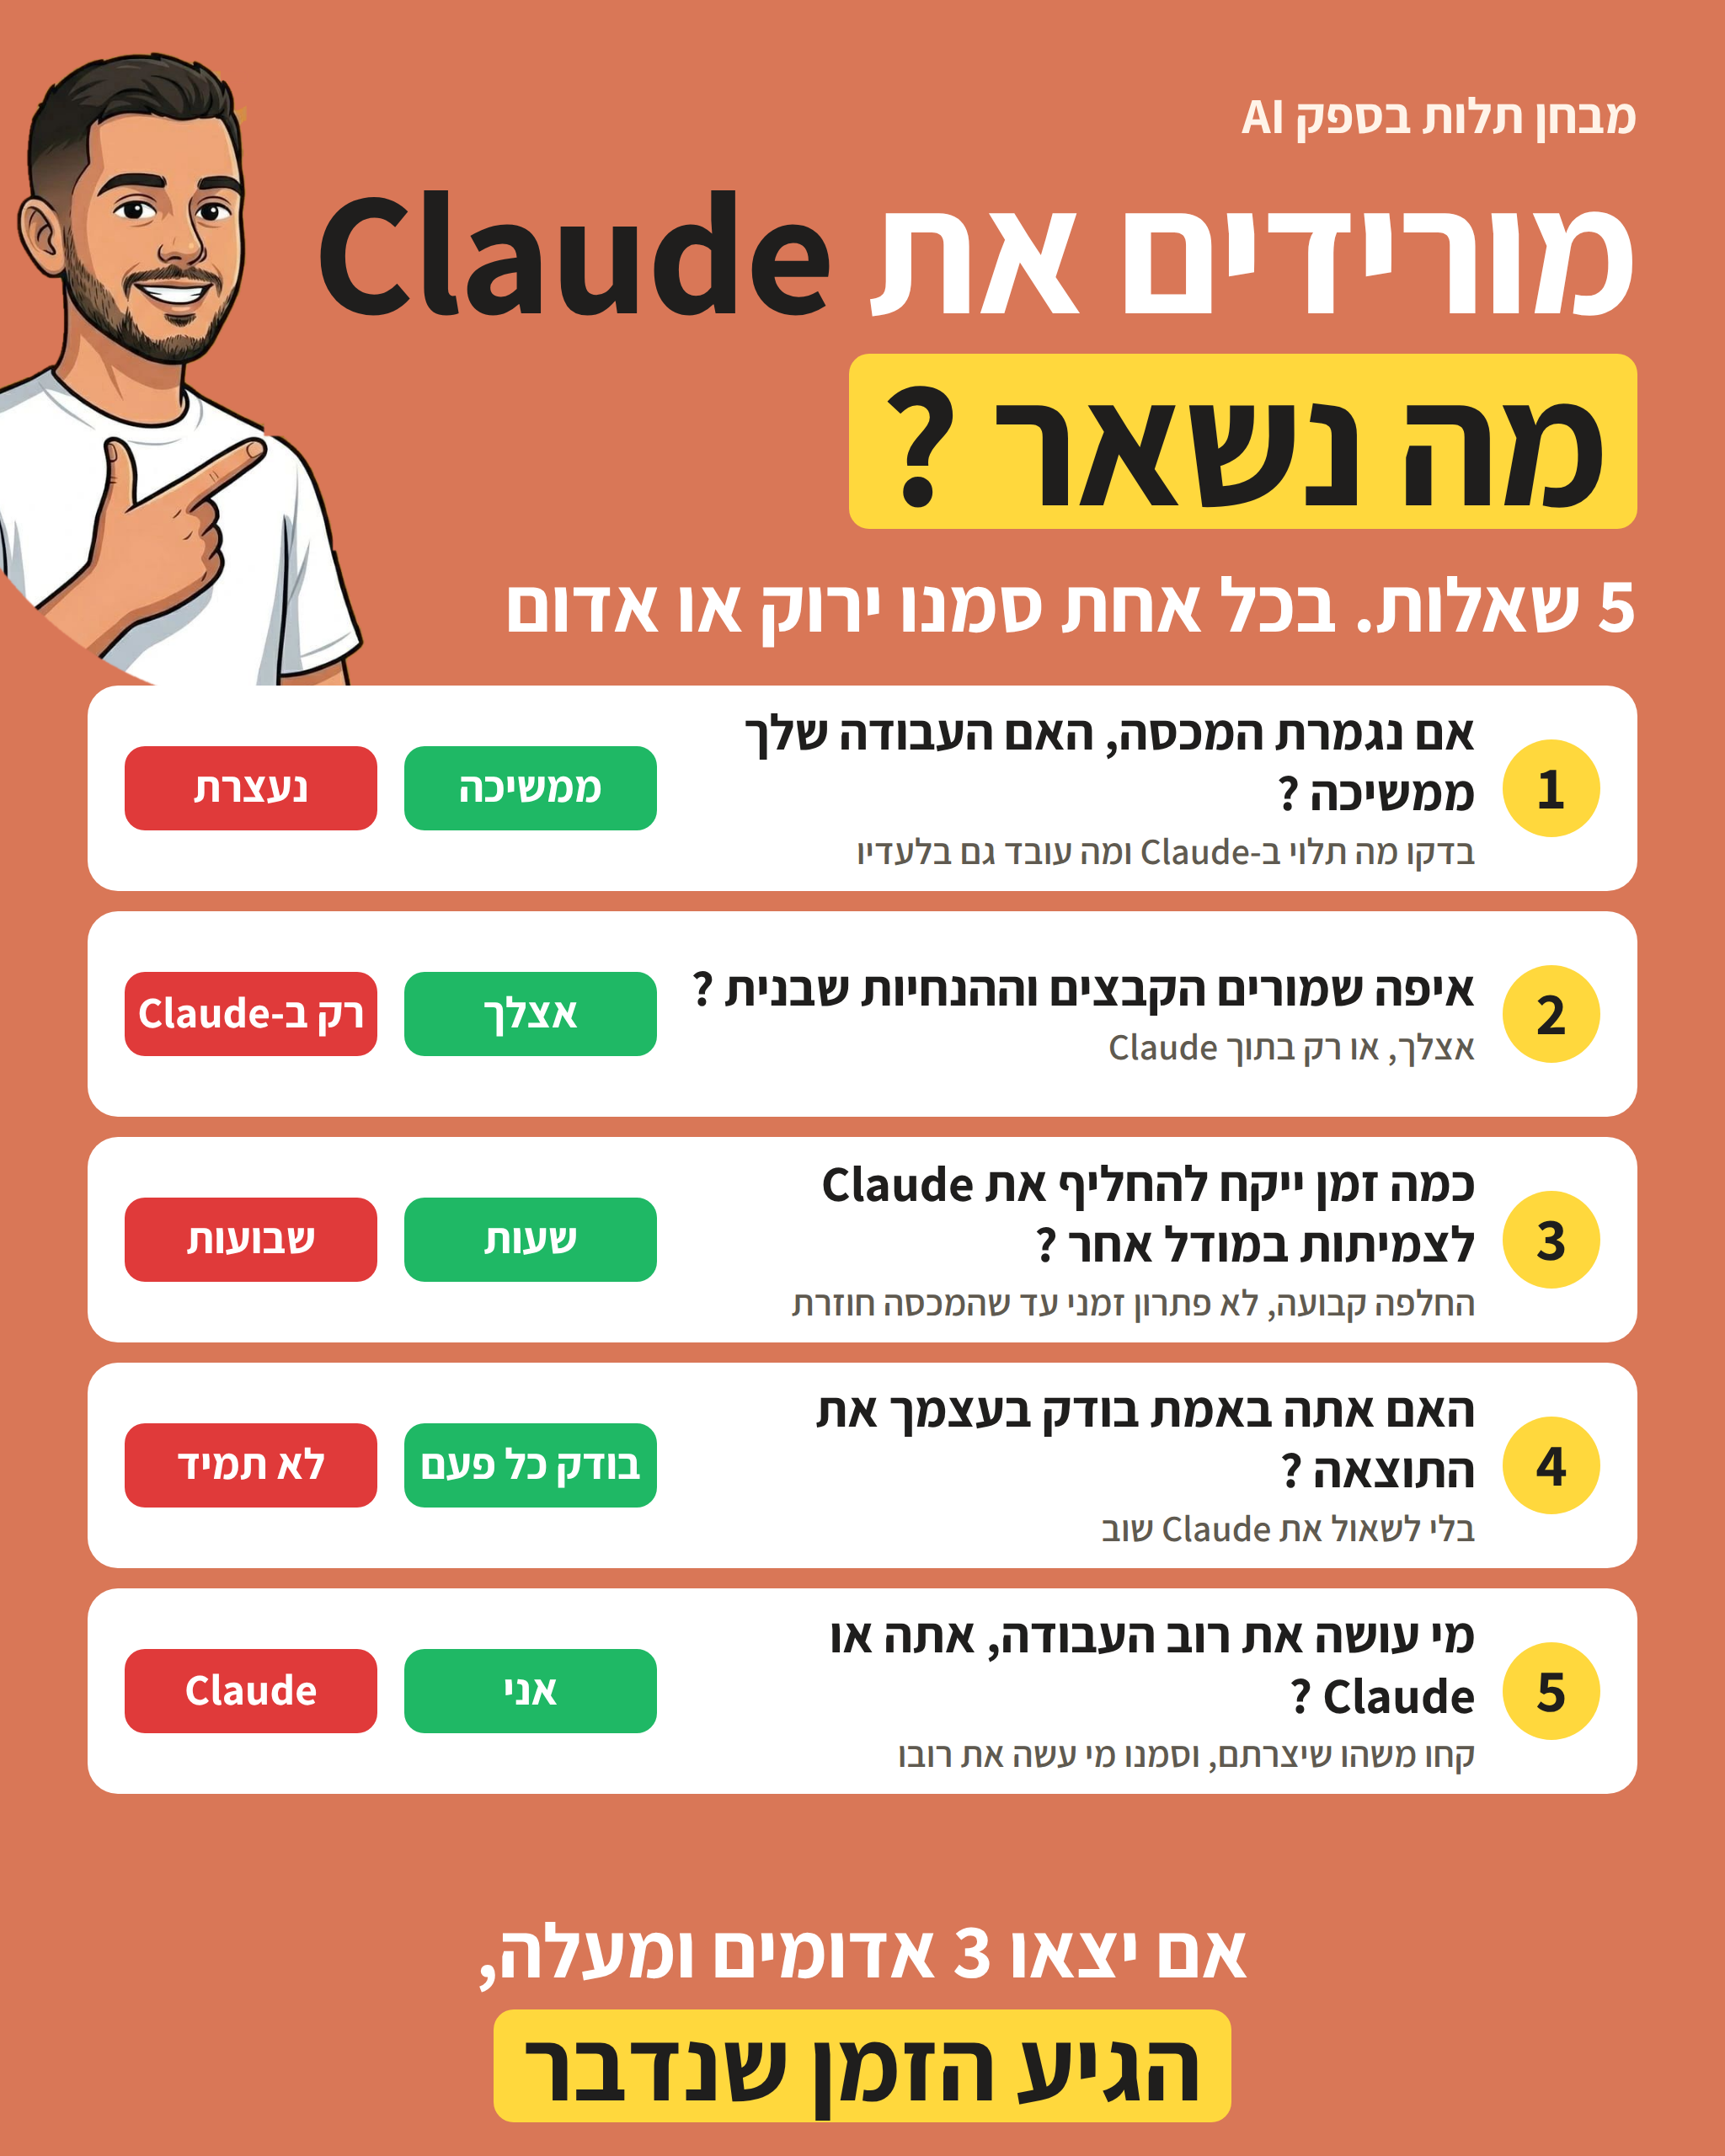 מבחן תלות בספק AI
מורידים את Claude
מה נשאר ?
5 שאלות. בכל אחת סמנו ירוק או אדום
1
אם נגמרת המכסה, האם העבודה שלך
ממשיכה ?
בדקו מה תלוי ב-Claude ומה עובד גם בלעדיו
ממשיכה
נעצרת
2
איפה שמורים הקבצים וההנחיות שבנית ?
אצלך, או רק בתוך Claude
אצלך
רק ב-Claude
3
כמה זמן ייקח להחליף את Claude
לצמיתות במודל אחר ?
החלפה קבועה, לא פתרון זמני עד שהמכסה חוזרת
שעות
שבועות
4
האם אתה באמת בודק בעצמך את
התוצאה ?
בלי לשאול את Claude שוב
בודק כל פעם
לא תמיד
5
מי עושה את רוב העבודה, אתה או
Claude ?
קחו משהו שיצרתם, וסמנו מי עשה את רובו
אני
Claude
אם יצאו 3 אדומים ומעלה,
הגיע הזמן שנדבר